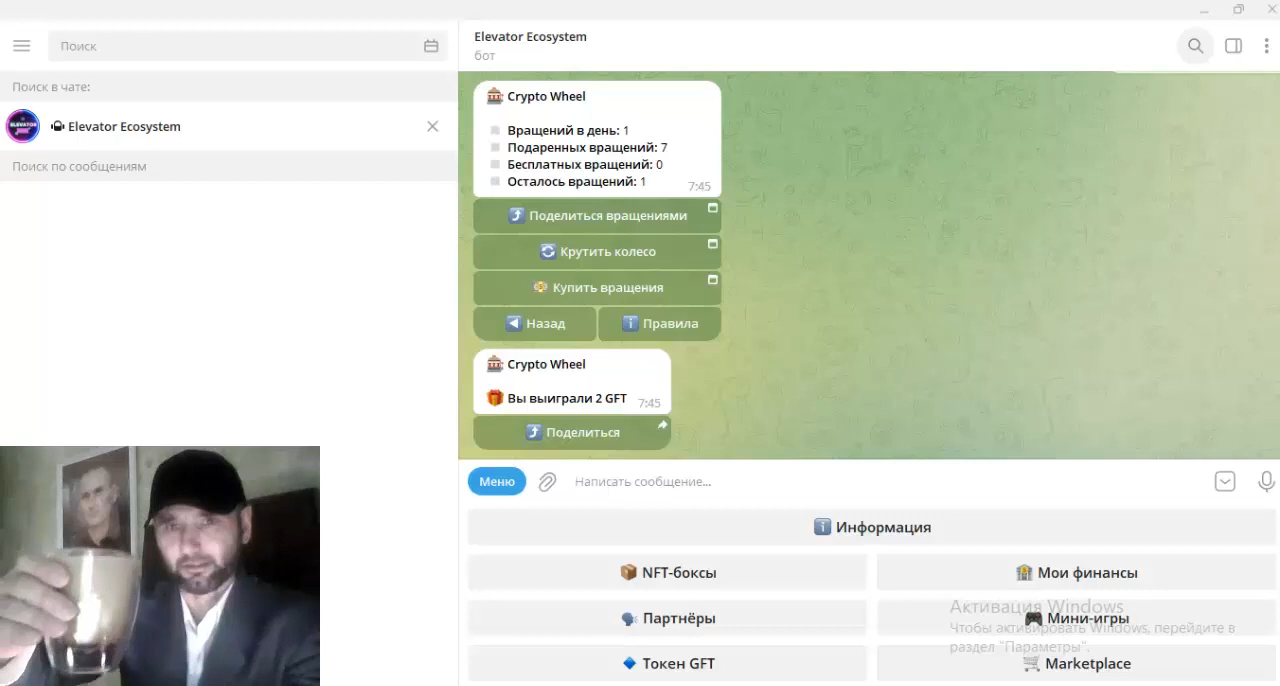 Поиск
Поиск в чате:
ELEVATOR
Elevator Ecosystem
Поиск по сообщениям
Elevator Ecosystem
бот
Crypto Wheel
Вращений в день: 1
Подаренных вращений: 7
Бесплатных вращений: 0
Осталось вращений: 1
7:45
Поделиться вращениями
Крутить колесо
Купить вращения
Назад
Правила
Crypto Wheel
Вы выиграли 2 GFT
7:45
Поделиться
Меню
Написать сообщение...
Информация
NFT-боксы
Мои финансы
Партнёры
Мини-игры
Токен GFT
Marketplace
Активация Windows
Чтобы активировать Windows, перейдите в
раздел "Параметры".